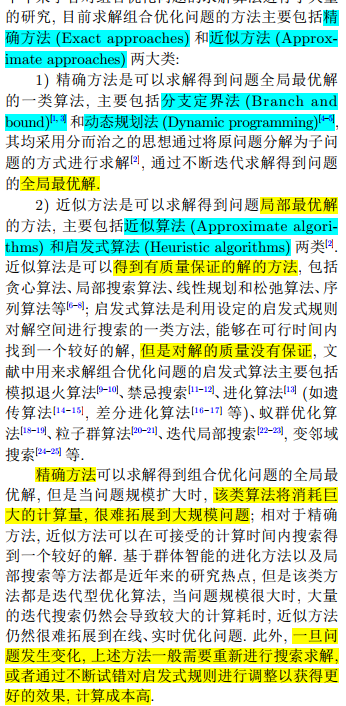 的研究, 目前求解组合优化问题的方法主要包括精
确方法 (Exact approaches) 和近似方法 (Approx-
imate approaches) 两大类:
1) 精确方法是可以求解得到问题全局最优解
的一类算法, 主要包括分支定界法 (Branch and
bound)[1, 3] 和动态规划法 (Dynamic programming)[4−5],
其均采用分而治之的思想通过将原问题分解为子问
题的方式进行求解[2], 通过不断迭代求解得到问题
的全局最优解.
2) 近似方法是可以求解得到问题局部最优解
的方法, 主要包括近似算法 (Approximate algori-
thms) 和启发式算法 (Heuristic algorithms) 两类[2].
近似算法是可以得到有质量保证的解的方法, 包括
贪心算法、局部搜索算法、线性规划和松弛算法、序
列算法等[6−8]; 启发式算法是利用设定的启发式规则
对解空间进行搜索的一类方法, 能够在可行时间内
找到一个较好的解, 但是对解的质量没有保证, 文
献中用来求解组合优化问题的启发式算法主要包括
模拟退火算法[9−10]、禁忌搜索[11−12]、进化算法[13] (如遗
传算法[14−15], 差分进化算法[16−17] 等)、蚁群优化算
法[18−19]、粒子群算法[20−21]、迭代局部搜索[22−23], 变邻域
搜索[24−25] 等.
精确方法可以求解得到组合优化问题的全局最
优解, 但是当问题规模扩大时, 该类算法将消耗巨
大的计算量, 很难拓展到大规模问题; 相对于精确
方法, 近似方法可以在可接受的计算时间内搜索得
到一个较好的解. 基于群体智能的进化方法以及局
部搜索等方法都是近年来的研究热点, 但是该类方
法都是迭代型优化算法, 当问题规模很大时, 大量
的迭代搜索仍然会导致较大的计算耗时, 近似方法
仍然很难拓展到在线、实时优化问题. 此外, 一旦问
题发生变化, 上述方法一般需要重新进行搜索求解,
或者通过不断试错对启发式规则进行调整以获得更
好的效果, 计算成本高.